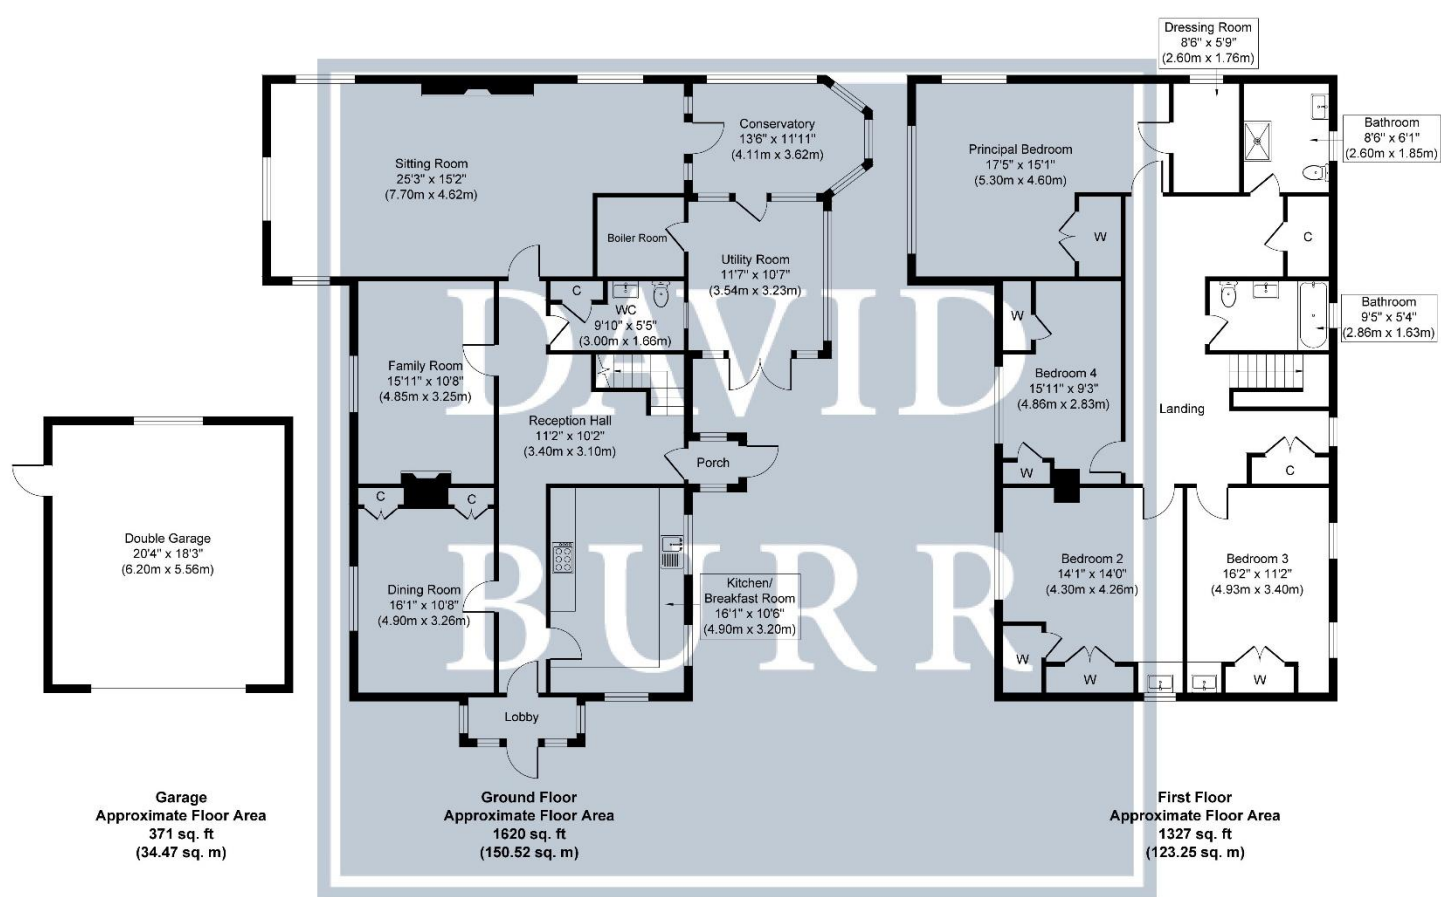 Dressing Room
8'6" x 5'9"
(2.60m x 1.76m)
Conservatory
13'6" x 11'11"
(4.11m x 3.62m)
Sitting Room
25'3" x 15'2"
(7.70m x 4.62m)
Boiler Room
Utility Room
11'7" x 10'7"
(3.54m x 3.23m)
C
WC
9'10" x 5'5"
(3.00m x 1.66m)
Family Room
15'11" x 10'8"
(4.85m x 3.25m)
Reception Hall
11'2" x 10'2"
(3.40m x 3.10m)
Porch
C
C
Dining Room
16'1" x 10'8"
(4.90m x 3.26m)
Kitchen/
Breakfast Room
16'1" x 10'6"
(4.90m x 3.20m)
Lobby
Double Garage
20'4" x 18'3"
(6.20m x 5.56m)
Principal Bedroom
17'5" x 15'1"
(5.30m x 4.60m)
W
Bathroom
8'6" x 6'1"
(2.60m x 1.85m)
C
Bathroom
9'5" x 5'4"
(2.86m x 1.63m)
W
Bedroom 4
15'11" x 9'3"
(4.86m x 2.83m)
W
Landing
C
Bedroom 2
14'1" x 14'0"
(4.30m x 4.26m)
W
W
Bedroom 3
16'2" x 11'2"
(4.93m x 3.40m)
W
DAVID
BURR
Garage
Approximate Floor Area
371 sq. ft
(34.47 sq. m)
Ground Floor
Approximate Floor Area
1620 sq. ft
(150.52 sq. m)
First Floor
Approximate Floor Area
1327 sq. ft
(123.25 sq. m)